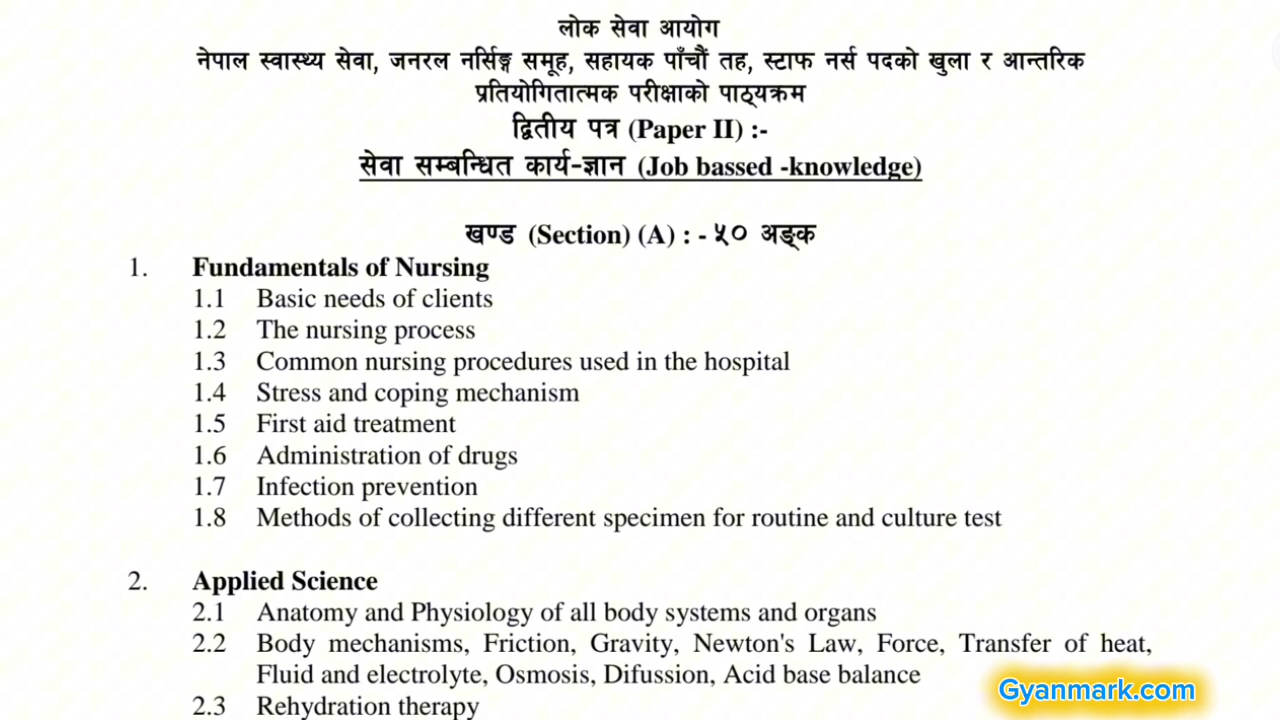 लोक सेवा आयोग
नेपाल स्वास्थ्य सेवा, जनरल नर्सिङ्ग समूह, सहायक पाँचौं तह, स्टाफ नर्स पदको खुला र आन्तरिक
प्रतियोगितात्मक परीक्षाको पाठ्यक्रम
द्वितीय पत्र (Paper II) :-
सेवा सम्बन्धित कार्य-ज्ञान (Job bassed -knowledge)
खण्ड (Section) (A) : - ५० अङ्क
1. Fundamentals of Nursing
1.1 Basic needs of clients
1.2 The nursing process
1.3 Common nursing procedures used in the hospital
1.4 Stress and coping mechanism
1.5 First aid treatment
1.6 Administration of drugs
1.7 Infection prevention
1.8 Methods of collecting different specimen for routine and culture test
2. Applied Science
2.1 Anatomy and Physiology of all body systems and organs
2.2 Body mechanisms, Friction, Gravity, Newton's Law, Force, Transfer of heat,
Fluid and electrolyte, Osmosis, Difussion, Acid base balance
2.3 Rehydration therapy
Gyanmark.com